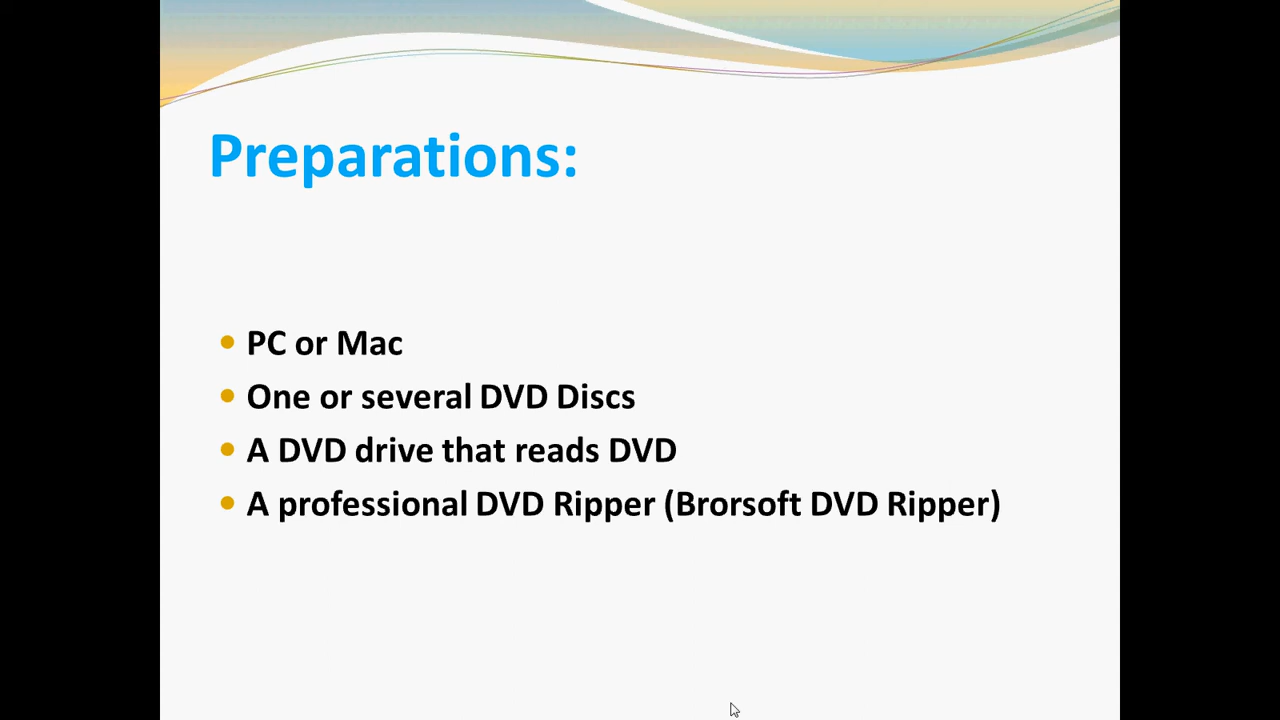 Preparations:
• PC or Mac
• One or several DVD Discs
• A DVD drive that reads DVD
• A professional DVD Ripper (Brorsoft DVD Ripper)